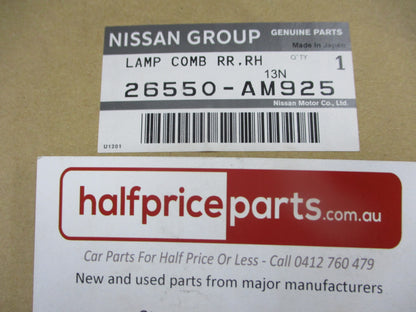 NISSAN GROUP GENUINE PARTS
Made in Japan
LAMP COMB RR.RH Q'TY 1
13N
26550-AM925
Nissan Motor Co., Ltd.
U1201
halfpriceparts.com.au
Car Parts For Half Price Or Less - Call 0412 760 479
New and used parts from major manufacturers